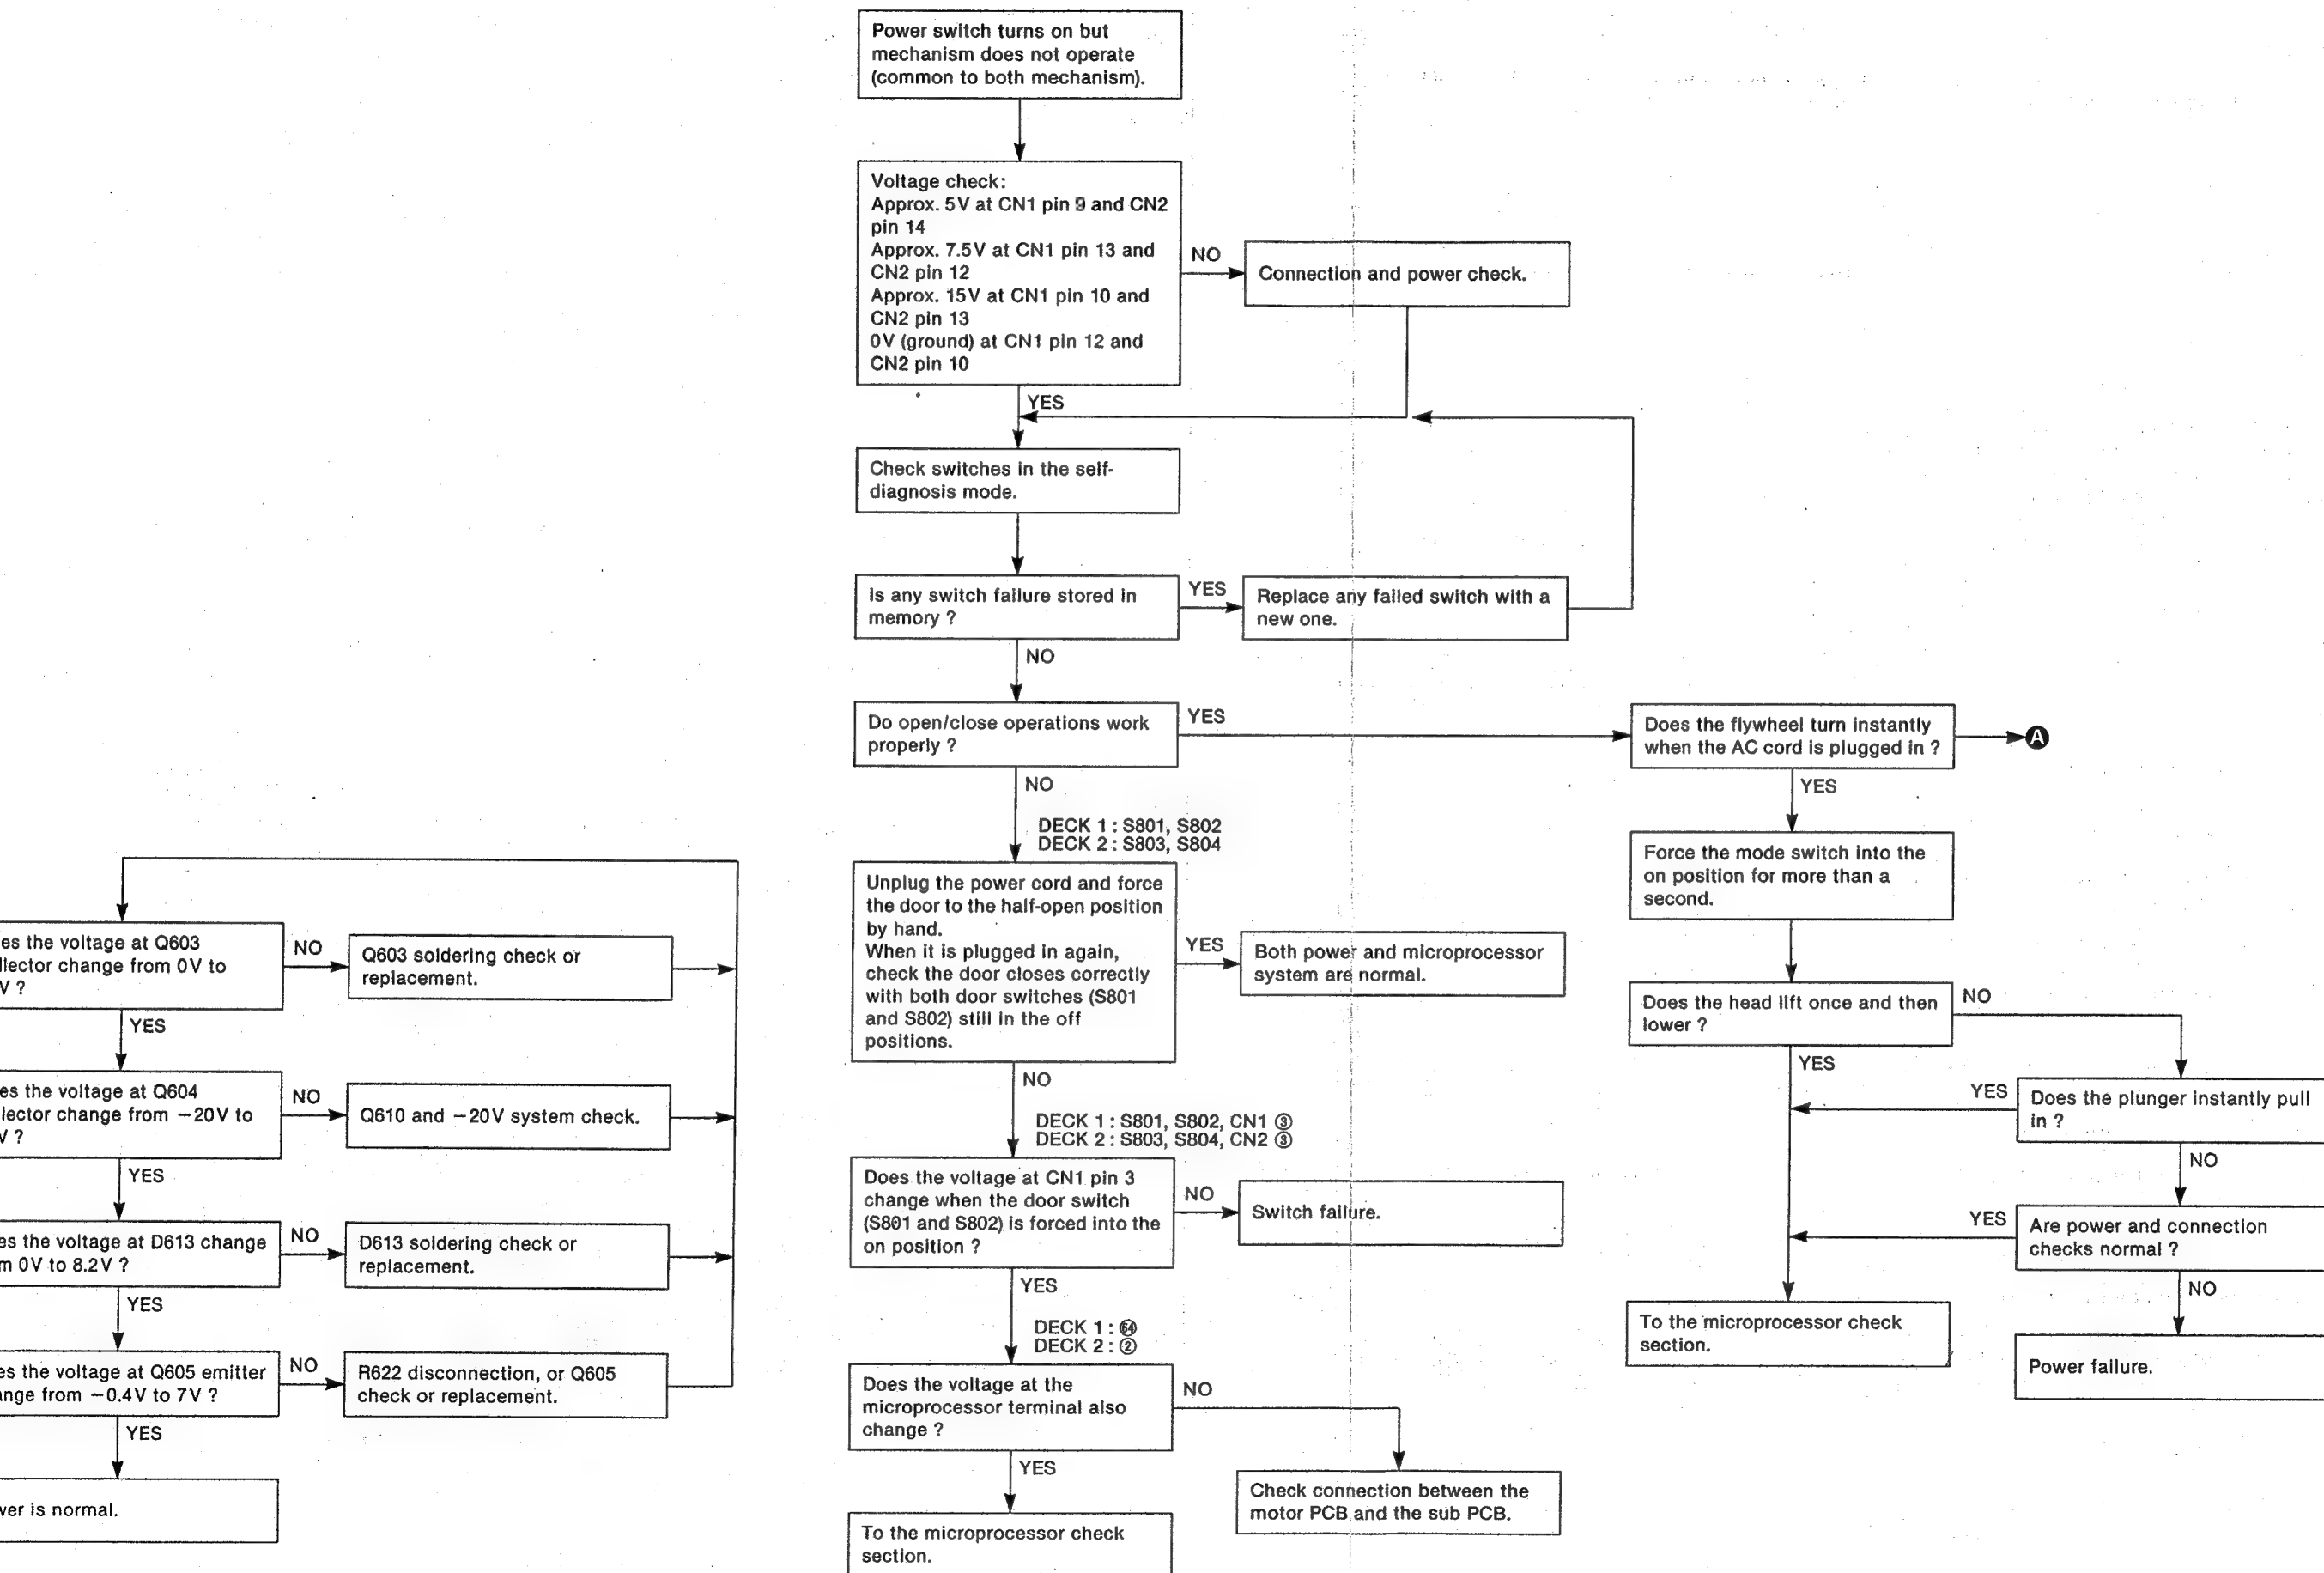 Power switch turns on but
mechanism does not operate
(common to both mechanism).
Voltage check:
Approx. 5V at CN1 pin 9 and CN2
pin 14
Approx. 7.5V at CN1 pin 13 and
CN2 pin 12
Approx. 15V at CN1 pin 10 and
CN2 pin 13
0V (ground) at CN1 pin 12 and
CN2 pin 10
NO
Connection and power check.
YES
Check switches in the self-
diagnosis mode.
Is any switch failure stored in
memory ?
YES
Replace any failed switch with a
new one.
NO
Do open/close operations work
properly ?
YES
Does the flywheel turn instantly
when the AC cord is plugged in ?
A
NO
YES
DECK 1 : S801, S802
DECK 2 : S803, S804
Unplug the power cord and force
the door to the half-open position
by hand.
When it is plugged in again,
check the door closes correctly
with both door switches (S801
and S802) still in the off
positions.
YES
Both power and microprocessor
system are normal.
NO
DECK 1 : S801, S802, CN1 ③
DECK 2 : S803, S804, CN2 ③
Does the voltage at CN1 pin 3
change when the door switch
(S801 and S802) is forced into the
on position ?
NO
Switch failure.
YES
DECK 1 : 64
DECK 2 : ②
Does the voltage at the
microprocessor terminal also
change ?
NO
YES
Check connection between the
motor PCB and the sub PCB.
To the microprocessor check
section.
Force the mode switch into the
on position for more than a
second.
Does the head lift once and then
lower ?
NO
YES
YES
Does the plunger instantly pull
in ?
NO
YES
Are power and connection
checks normal ?
NO
To the microprocessor check
section.
Power failure.
es the voltage at Q603
llector change from 0V to
V ?
NO
Q603 soldering check or
replacement.
YES
es the voltage at Q604
llector change from −20V to
V ?
NO
Q610 and −20V system check.
YES
es the voltage at D613 change
m 0V to 8.2V ?
NO
D613 soldering check or
replacement.
YES
es the voltage at Q605 emitter
ange from −0.4V to 7V ?
NO
R622 disconnection, or Q605
check or replacement.
YES
wer is normal.